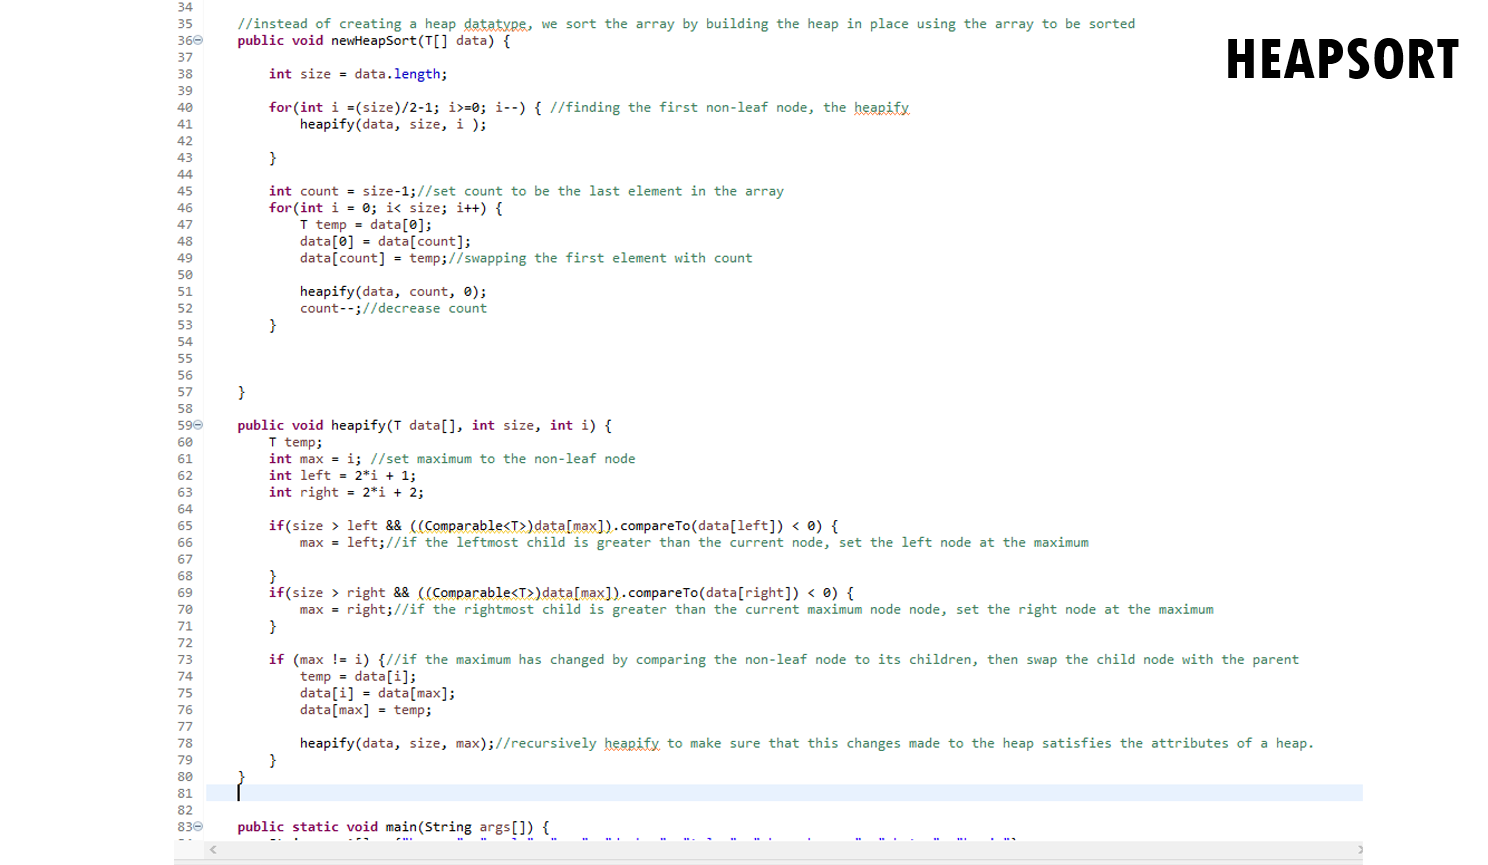 HEAPSORT
34
35 //instead of creating a heap datatype, we sort the array by building the heap in place using the array to be sorted
36 public void newHeapSort(T[] data) {
37
38 int size = data.length;
39
40 for(int i =(size)/2-1; i>=0; i--) { //finding the first non-leaf node, the heapify
41 heapify(data, size, i );
42
43 }
44
45 int count = size-1;//set count to be the last element in the array
46 for(int i = 0; i< size; i++) {
47 T temp = data[0];
48 data[0] = data[count];
49 data[count] = temp;//swapping the first element with count
50
51 heapify(data, count, 0);
52 count--;//decrease count
53 }
54
55
56
57 }
58
59 public void heapify(T data[], int size, int i) {
60 T temp;
61 int max = i; //set maximum to the non-leaf node
62 int left = 2*i + 1;
63 int right = 2*i + 2;
64
65 if(size > left && ((Comparable<T>)data[max]).compareTo(data[left]) < 0) {
66 max = left;//if the leftmost child is greater than the current node, set the left node at the maximum
67
68 }
69 if(size > right && ((Comparable<T>)data[max]).compareTo(data[right]) < 0) {
70 max = right;//if the rightmost child is greater than the current maximum node node, set the right node at the maximum
71 }
72
73 if (max != i) {//if the maximum has changed by comparing the non-leaf node to its children, then swap the child node with the parent
74 temp = data[i];
75 data[i] = data[max];
76 data[max] = temp;
77
78 heapify(data, size, max);//recursively heapify to make sure that this changes made to the heap satisfies the attributes of a heap.
79 }
80 }
81
82
83 public static void main(String args[]) {